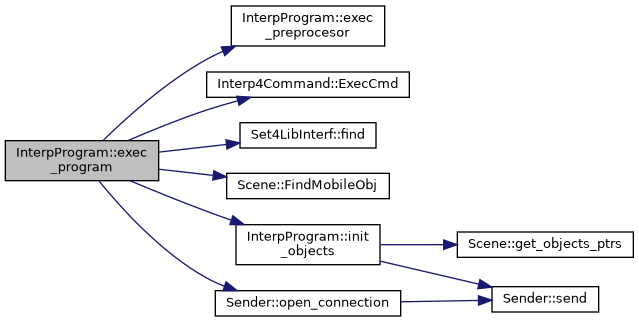 InterpProgram::exec
_preprocesor
Interp4Command::ExecCmd
Set4LibInterf::find
InterpProgram::exec
_program
Scene::FindMobileObj
InterpProgram::init
_objects
Scene::get_objects_ptrs
Sender::open_connection
Sender::send